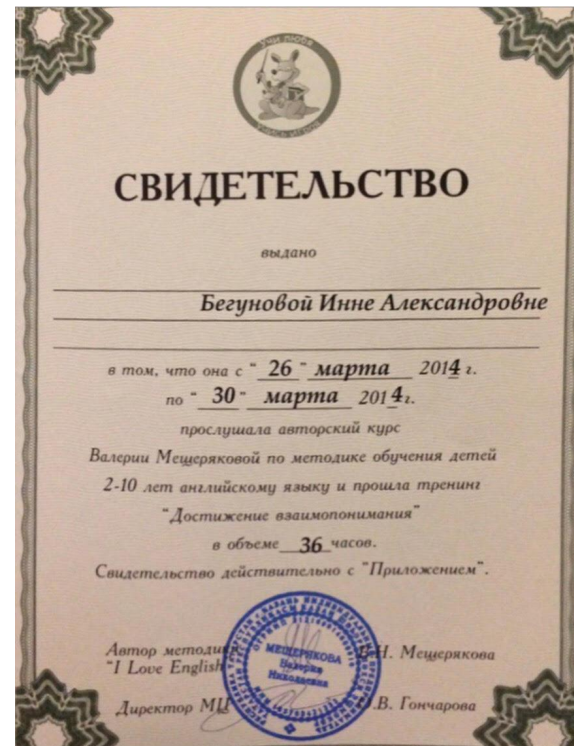 Учи любя
СВИДЕТЕЛЬСТВО
выдано
Бегуновой Инне Александровне
в том, что она с " 26 " марта 2014 г.
по " 30 " марта 2014 г.
прослушала авторский курс
Валерии Мещеряковой по методике обучения детей
2-10 лет английскому языку и прошла тренинг
"Достижение взаимопонимания"
в объеме 36 часов.
Свидетельство действительно с "Приложением".
Автор методики
"I Love English
В.Н. Мещерякова
Директор МЦ
.В. Гончарова
МЕЩЕРЯКОВА
Валерия
Николаевна